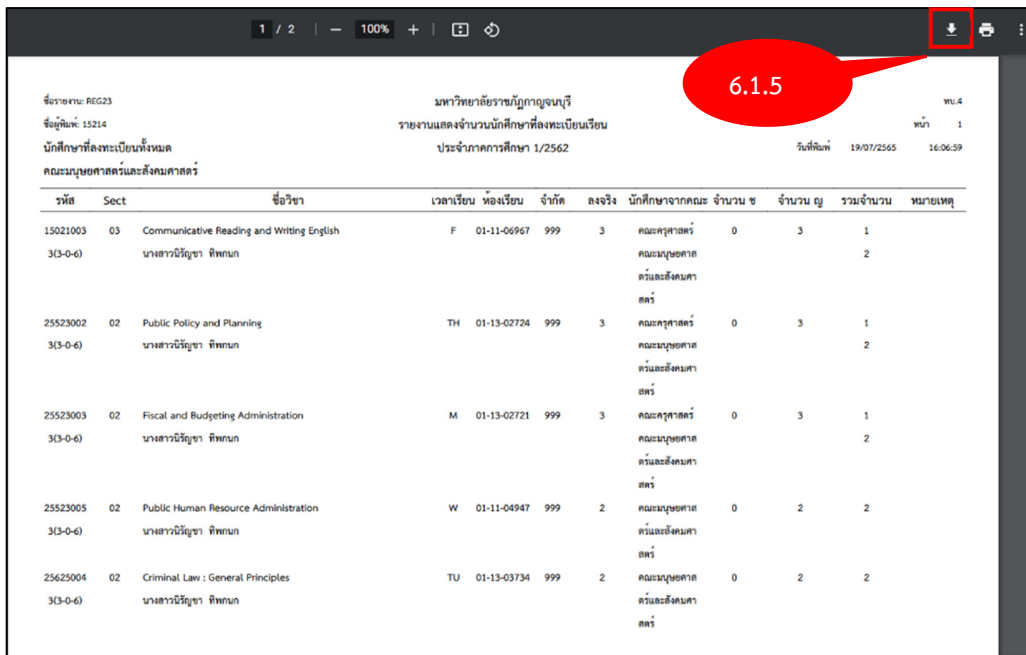 1 / 2 | − 100% + |
6.1.5
ชื่อรายงาน: REG23 มหาวิทยาลัยราชภัฏกาญจนบุรี ทบ.4
ชื่อผู้พิมพ์: 15214 รายงานแสดงจำนวนนักศึกษาที่ลงทะเบียนเรียน หน้า 1
นักศึกษาที่ลงทะเบียนทั้งหมด ประจำภาคการศึกษา 1/2562 วันที่พิมพ์ 19/07/2565 16:06:59
คณะมนุษยศาสตร์และสังคมศาสตร์
รหัส Sect ชื่อวิชา เวลาเรียน ห้องเรียน จำกัด ลงจริง นักศึกษาจากคณะ จำนวน ช จำนวน ญ รวมจำนวน หมายเหตุ
15021003 03 Communicative Reading and Writing English F 01-11-06967 999 3 คณะครุศาสตร์ 0 3 1
3(3-0-6) นางสาวนิรัญชา ทิพกนก คณะมนุษยศาส 2
ตร์และสังคมศา
สตร์
25523002 02 Public Policy and Planning TH 01-13-02724 999 3 คณะครุศาสตร์ 0 3 1
3(3-0-6) นางสาวนิรัญชา ทิพกนก คณะมนุษยศาส 2
ตร์และสังคมศา
สตร์
25523003 02 Fiscal and Budgeting Administration M 01-13-02721 999 3 คณะครุศาสตร์ 0 3 1
3(3-0-6) นางสาวนิรัญชา ทิพกนก คณะมนุษยศาส 2
ตร์และสังคมศา
สตร์
25523005 02 Public Human Resource Administration W 01-11-04947 999 2 คณะมนุษยศาส 0 2 2
3(3-0-6) นางสาวนิรัญชา ทิพกนก ตร์และสังคมศา
สตร์
25625004 02 Criminal Law : General Principles TU 01-13-03734 999 2 คณะมนุษยศาส 0 2 2
3(3-0-6) นางสาวนิรัญชา ทิพกนก ตร์และสังคมศา
สตร์